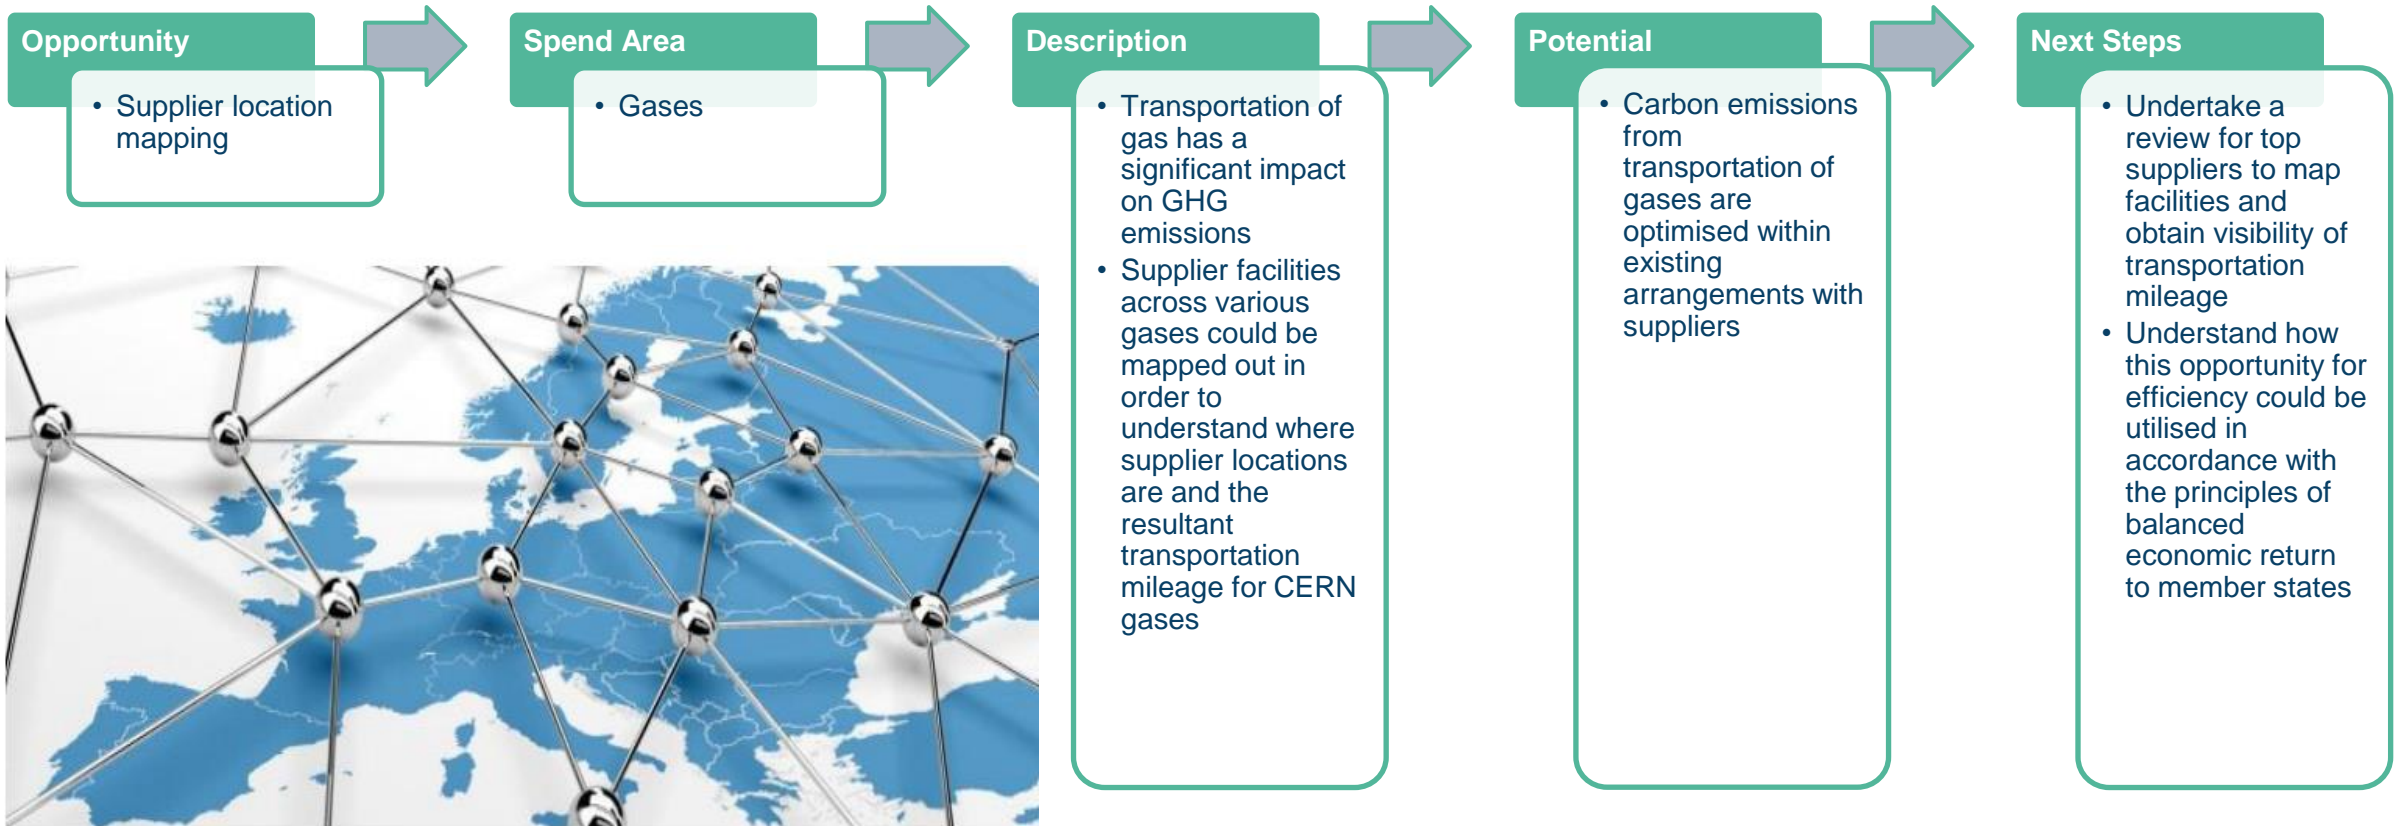 Opportunity
• Supplier location
mapping
Spend Area
• Gases
Description
• Transportation of
gas has a
significant impact
on GHG
emissions
• Supplier facilities
across various
gases could be
mapped out in
order to
understand where
supplier locations
are and the
resultant
transportation
mileage for CERN
gases
Potential
• Carbon emissions
from
transportation of
gases are
optimised within
existing
arrangements with
suppliers
Next Steps
• Undertake a
review for top
suppliers to map
facilities and
obtain visibility of
transportation
mileage
• Understand how
this opportunity for
efficiency could be
utilised in
accordance with
the principles of
balanced
economic return
to member states